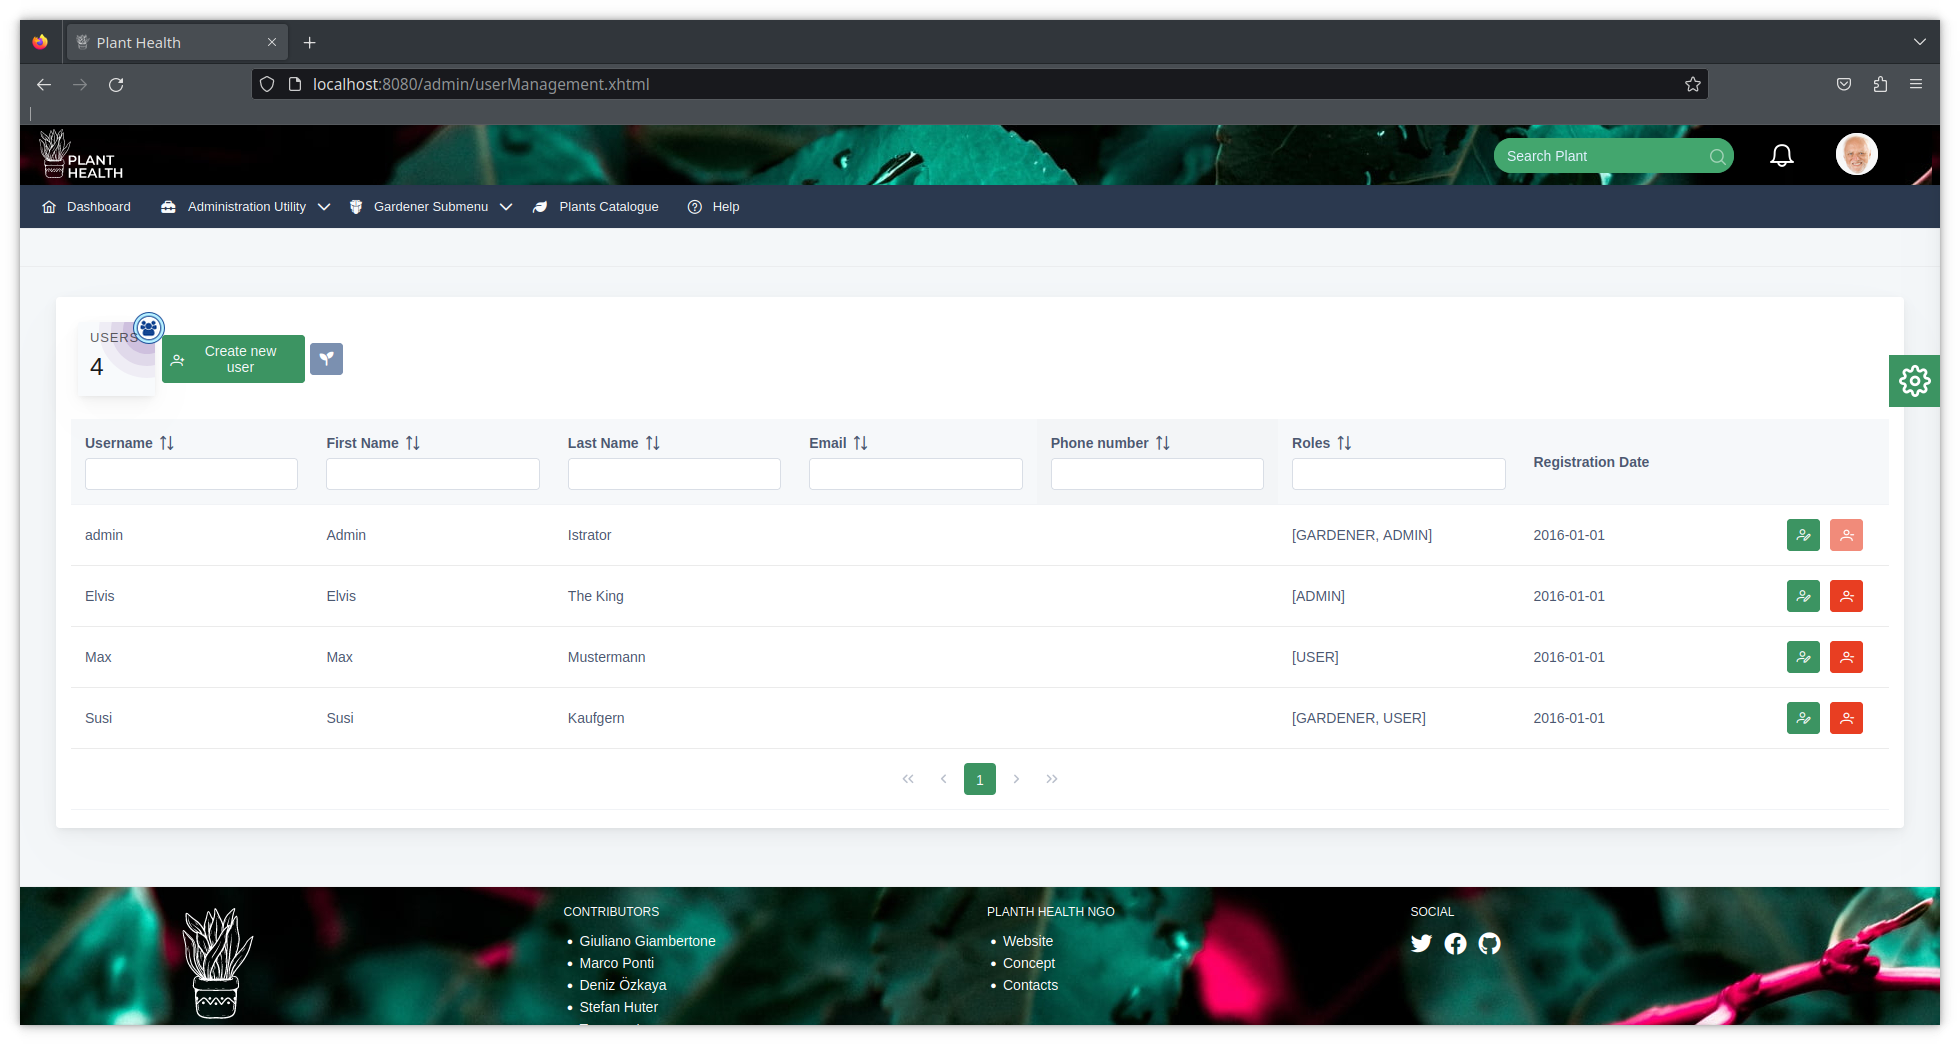 Plant Health
localhost:8080/admin/userManagement.xhtml
PLANT
HEALTH
Search Plant
Dashboard Administration Utility Gardener Submenu Plants Catalogue Help
USERS
4
Create new
user
Username First Name Last Name Email Phone number Roles Registration Date
admin Admin Istrator [GARDENER, ADMIN] 2016-01-01
Elvis Elvis The King [ADMIN] 2016-01-01
Max Max Mustermann [USER] 2016-01-01
Susi Susi Kaufgern [GARDENER, USER] 2016-01-01
1
CONTRIBUTORS PLANTH HEALTH NGO SOCIAL
• Giuliano Giambertone • Website
• Marco Ponti • Concept
• Deniz Özkaya • Contacts
• Stefan Huter